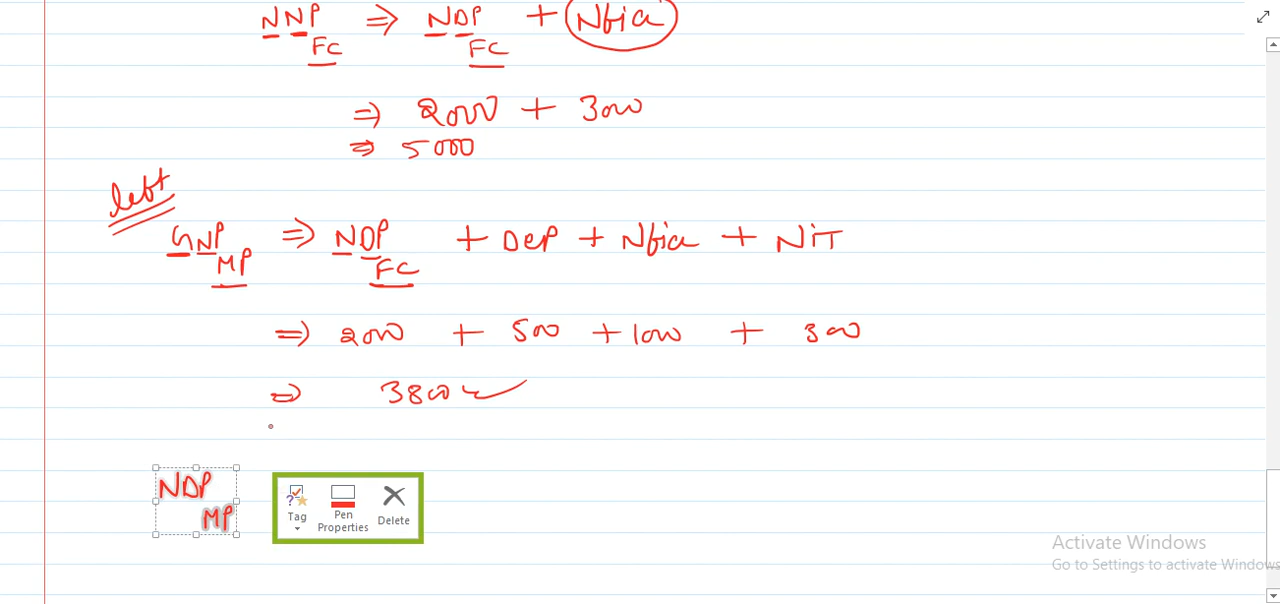 NNP FC ⇒ NDP FC + Nfia
⇒ 2000 + 3000
⇒ 5000
left
GNP MP ⇒ NDP FC + Dep + Nfia + NiT
⇒ 2000 + 500 + 1000 + 300
⇒ 3800
NDP MP
Tag
Pen Properties
Delete
Activate Windows
Go to Settings to activate Windows